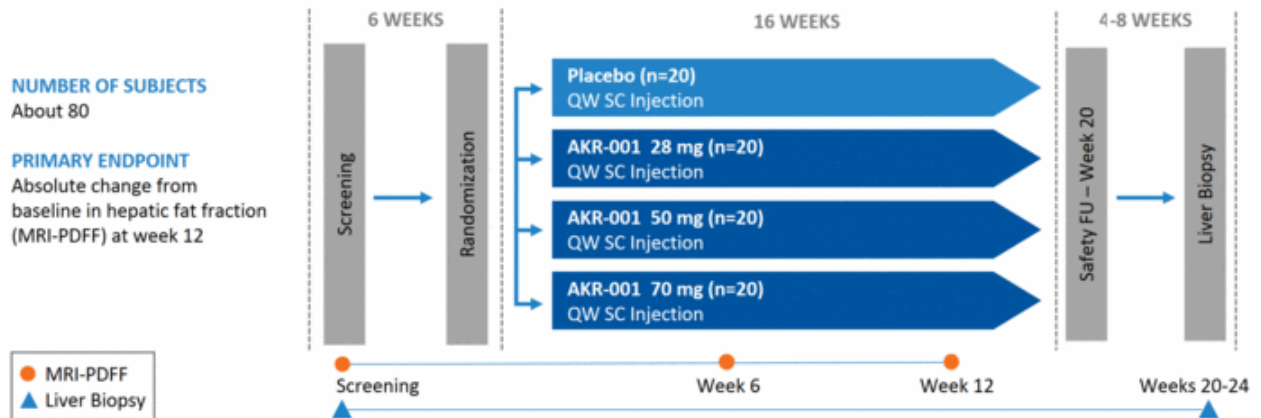 6 WEEKS
16 WEEKS
4-8 WEEKS
NUMBER OF SUBJECTS
About 80
PRIMARY ENDPOINT
Absolute change from
baseline in hepatic fat fraction
(MRI-PDFF) at week 12
Screening
Randomization
Placebo (n=20)
QW SC Injection
AKR-001 28 mg (n=20)
QW SC Injection
AKR-001 50 mg (n=20)
QW SC Injection
AKR-001 70 mg (n=20)
QW SC Injection
Safety FU – Week 20
Liver Biopsy
MRI-PDFF
Liver Biopsy
Screening
Week 6
Week 12
Weeks 20-24